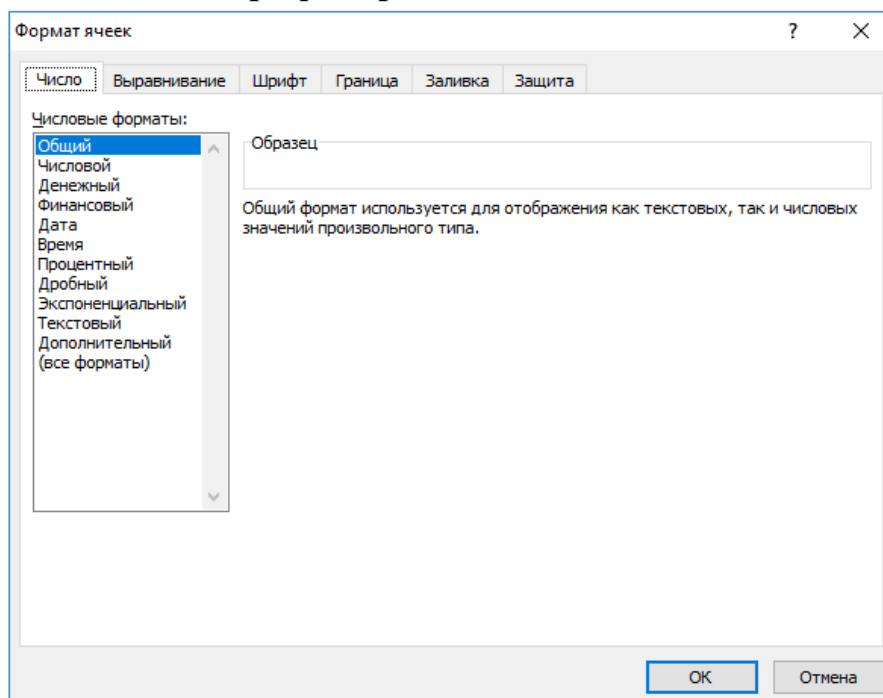 Формат ячеек ?
Число Выравнивание Шрифт Граница Заливка Защита
Числовые форматы:
Общий
Числовой
Денежный
Финансовый
Дата
Время
Процентный
Дробный
Экспоненциальный
Текстовый
Дополнительный
(все форматы)
Образец
Общий формат используется для отображения как текстовых, так и числовых
значений произвольного типа.
ОК Отмена